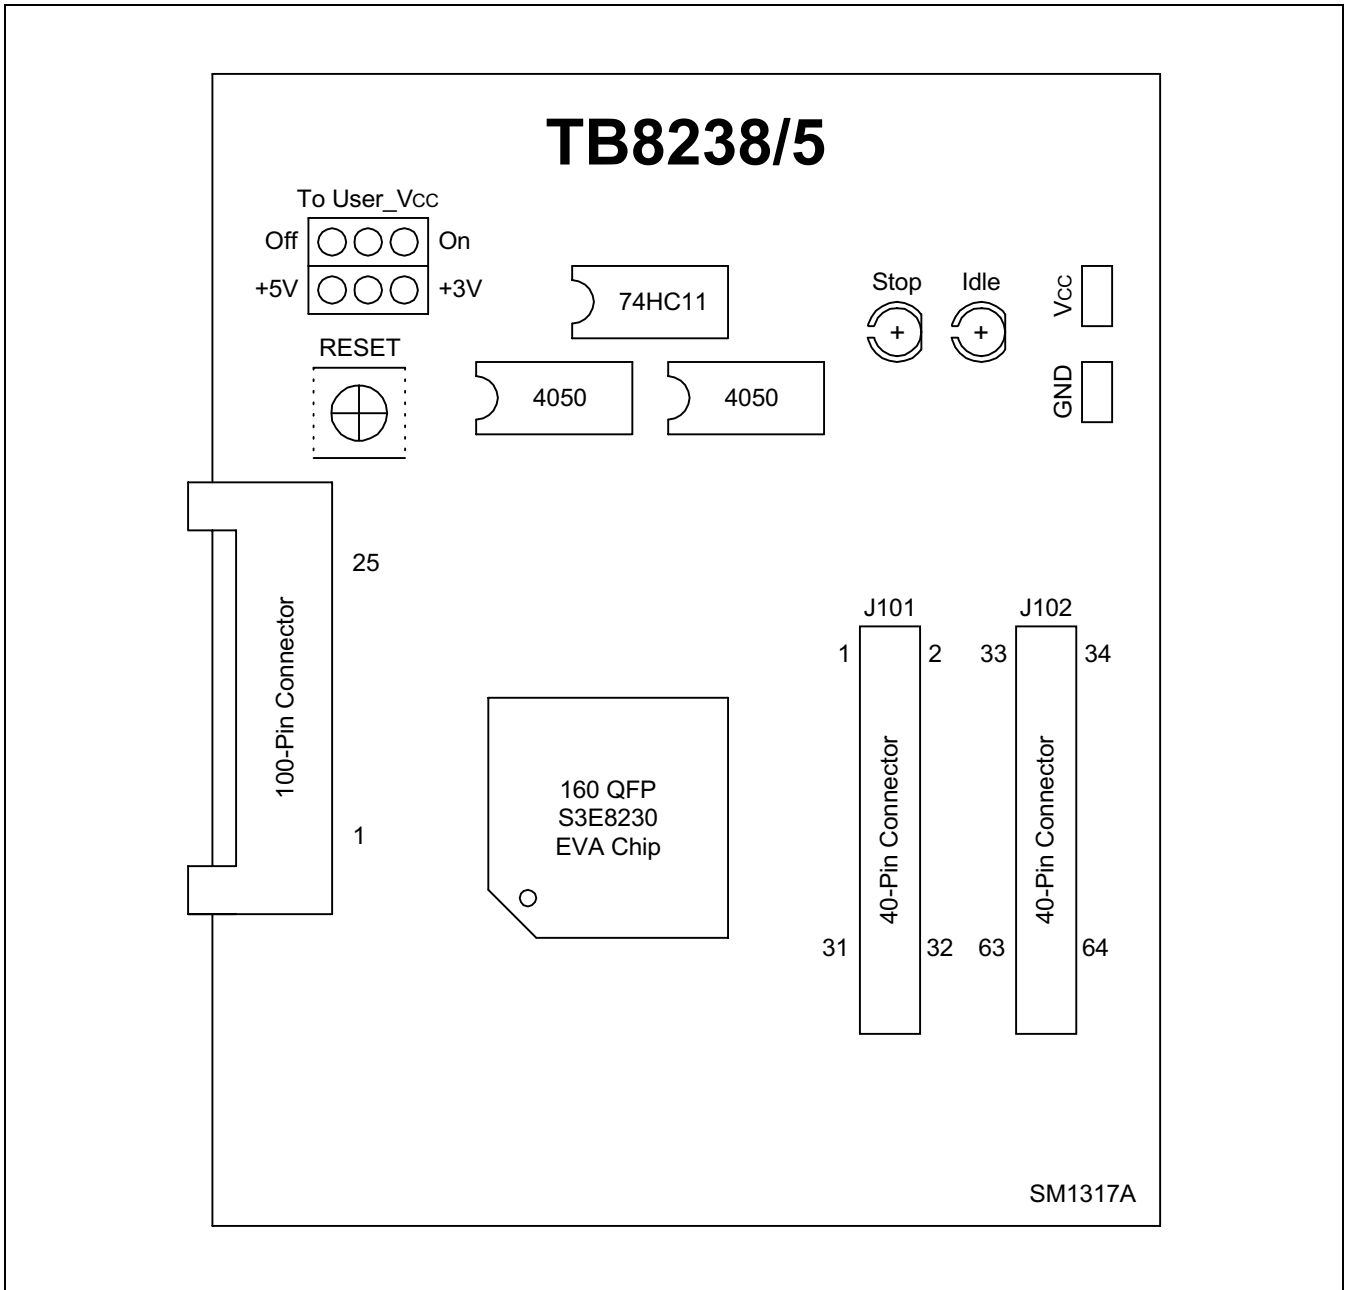 TB8238/5
To User_VCC
Off On
+5V +3V
RESET
74HC11
4050 4050
Stop Idle
VCC
GND
25
100-Pin Connector
1
160 QFP
S3E8230
EVA Chip
J101
1 2
40-Pin Connector
31 32
J102
33 34
40-Pin Connector
63 64
SM1317A